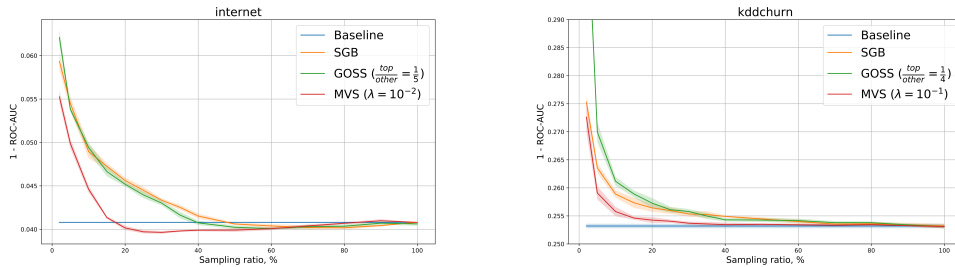 internet
0.060
0.055
0.050
0.045
0.040
1 - ROC-AUC
0
20
40
60
80
100
Sampling ratio, %
Baseline
SGB
GOSS (top/other = 1/5)
MVS (λ = 10⁻²)
kddchurn
0.290
0.285
0.280
0.275
0.270
0.265
0.260
0.255
0.250
1 - ROC-AUC
0
20
40
60
80
100
Sampling ratio, %
Baseline
SGB
GOSS (top/other = 1/4)
MVS (λ = 10⁻¹)